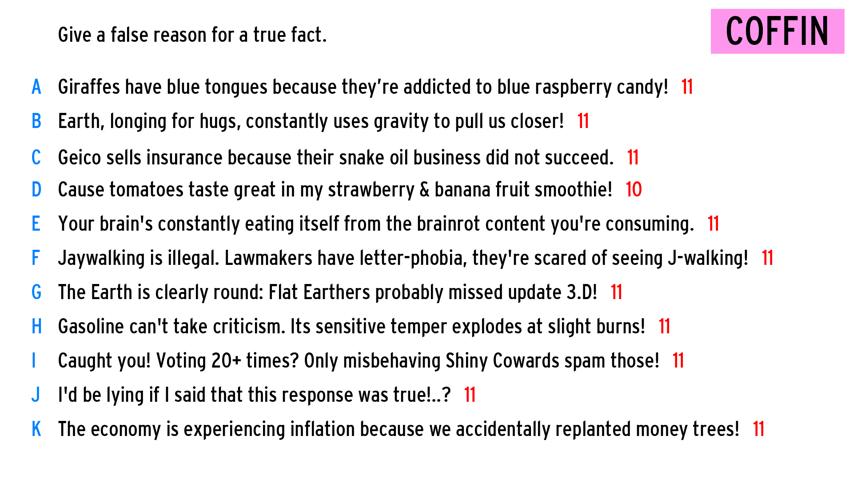 COFFIN
Give a false reason for a true fact.
A Giraffes have blue tongues because they're addicted to blue raspberry candy! 11
B Earth, longing for hugs, constantly uses gravity to pull us closer! 11
C Geico sells insurance because their snake oil business did not succeed. 11
D Cause tomatoes taste great in my strawberry & banana fruit smoothie! 10
E Your brain's constantly eating itself from the brainrot content you're consuming. 11
F Jaywalking is illegal. Lawmakers have letter-phobia, they're scared of seeing J-walking! 11
G The Earth is clearly round: Flat Earthers probably missed update 3.D! 11
H Gasoline can't take criticism. Its sensitive temper explodes at slight burns! 11
I Caught you! Voting 20+ times? Only misbehaving Shiny Cowards spam those! 11
J I'd be lying if I said that this response was true!..? 11
K The economy is experiencing inflation because we accidentally replanted money trees! 11